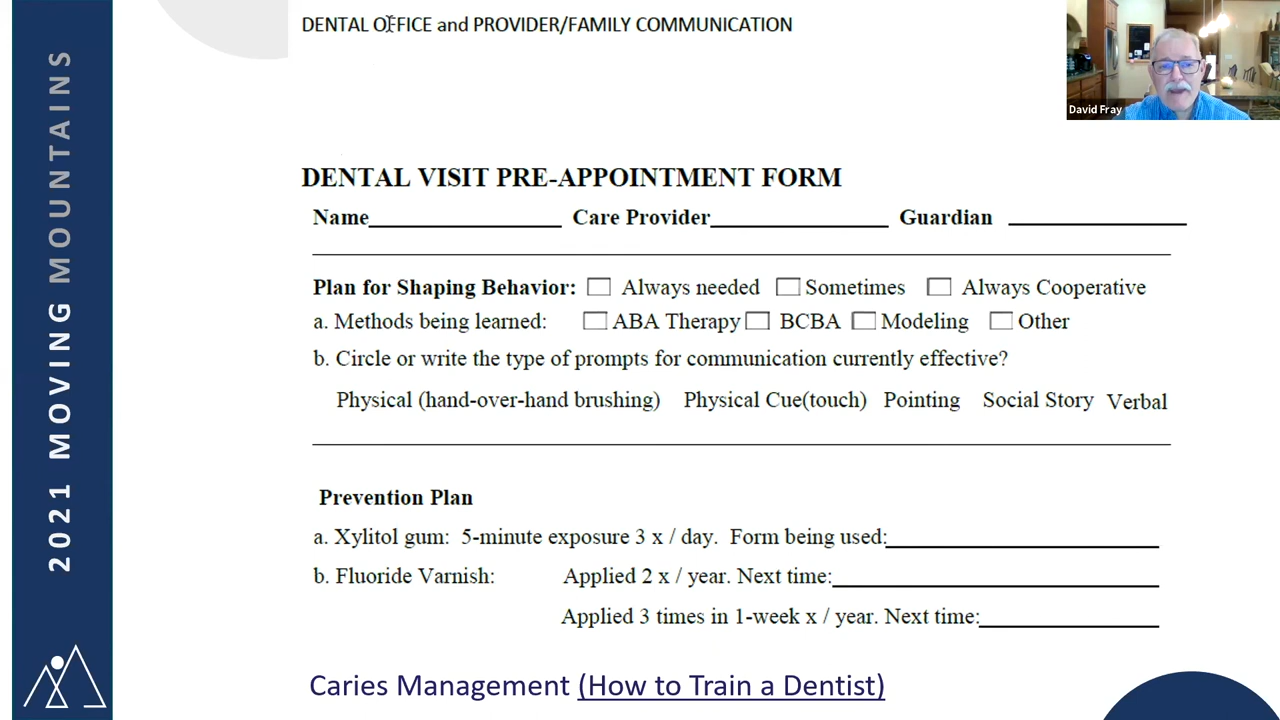 DENTAL OFFICE and PROVIDER/FAMILY COMMUNICATION
David Fray
2021 MOVING MOUNTAINS
DENTAL VISIT PRE-APPOINTMENT FORM
Name Care Provider Guardian
Plan for Shaping Behavior: Always needed Sometimes Always Cooperative
a. Methods being learned: ABA Therapy BCBA Modeling Other
b. Circle or write the type of prompts for communication currently effective?
Physical (hand-over-hand brushing) Physical Cue(touch) Pointing Social Story Verbal
Prevention Plan
a. Xylitol gum: 5-minute exposure 3 x / day. Form being used:
b. Fluoride Varnish: Applied 2 x / year. Next time:
Applied 3 times in 1-week x / year. Next time:
Caries Management (How to Train a Dentist)